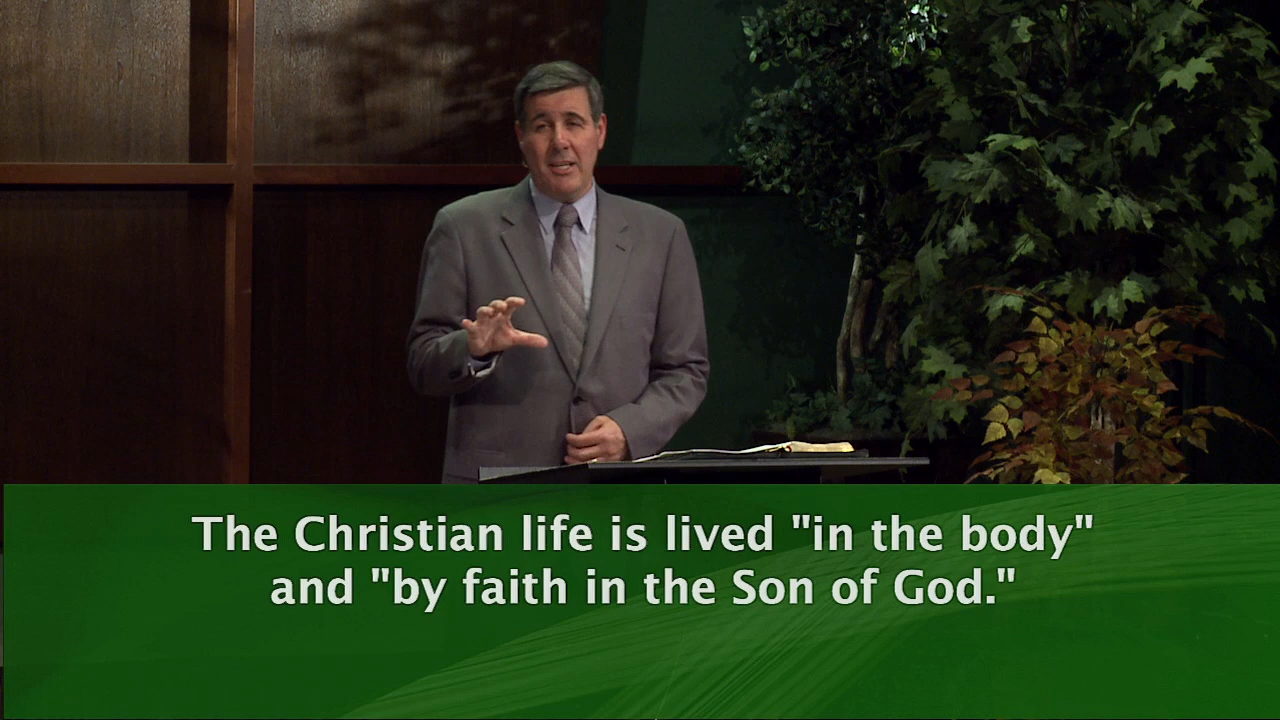 The Christian life is lived "in the body"
and "by faith in the Son of God."